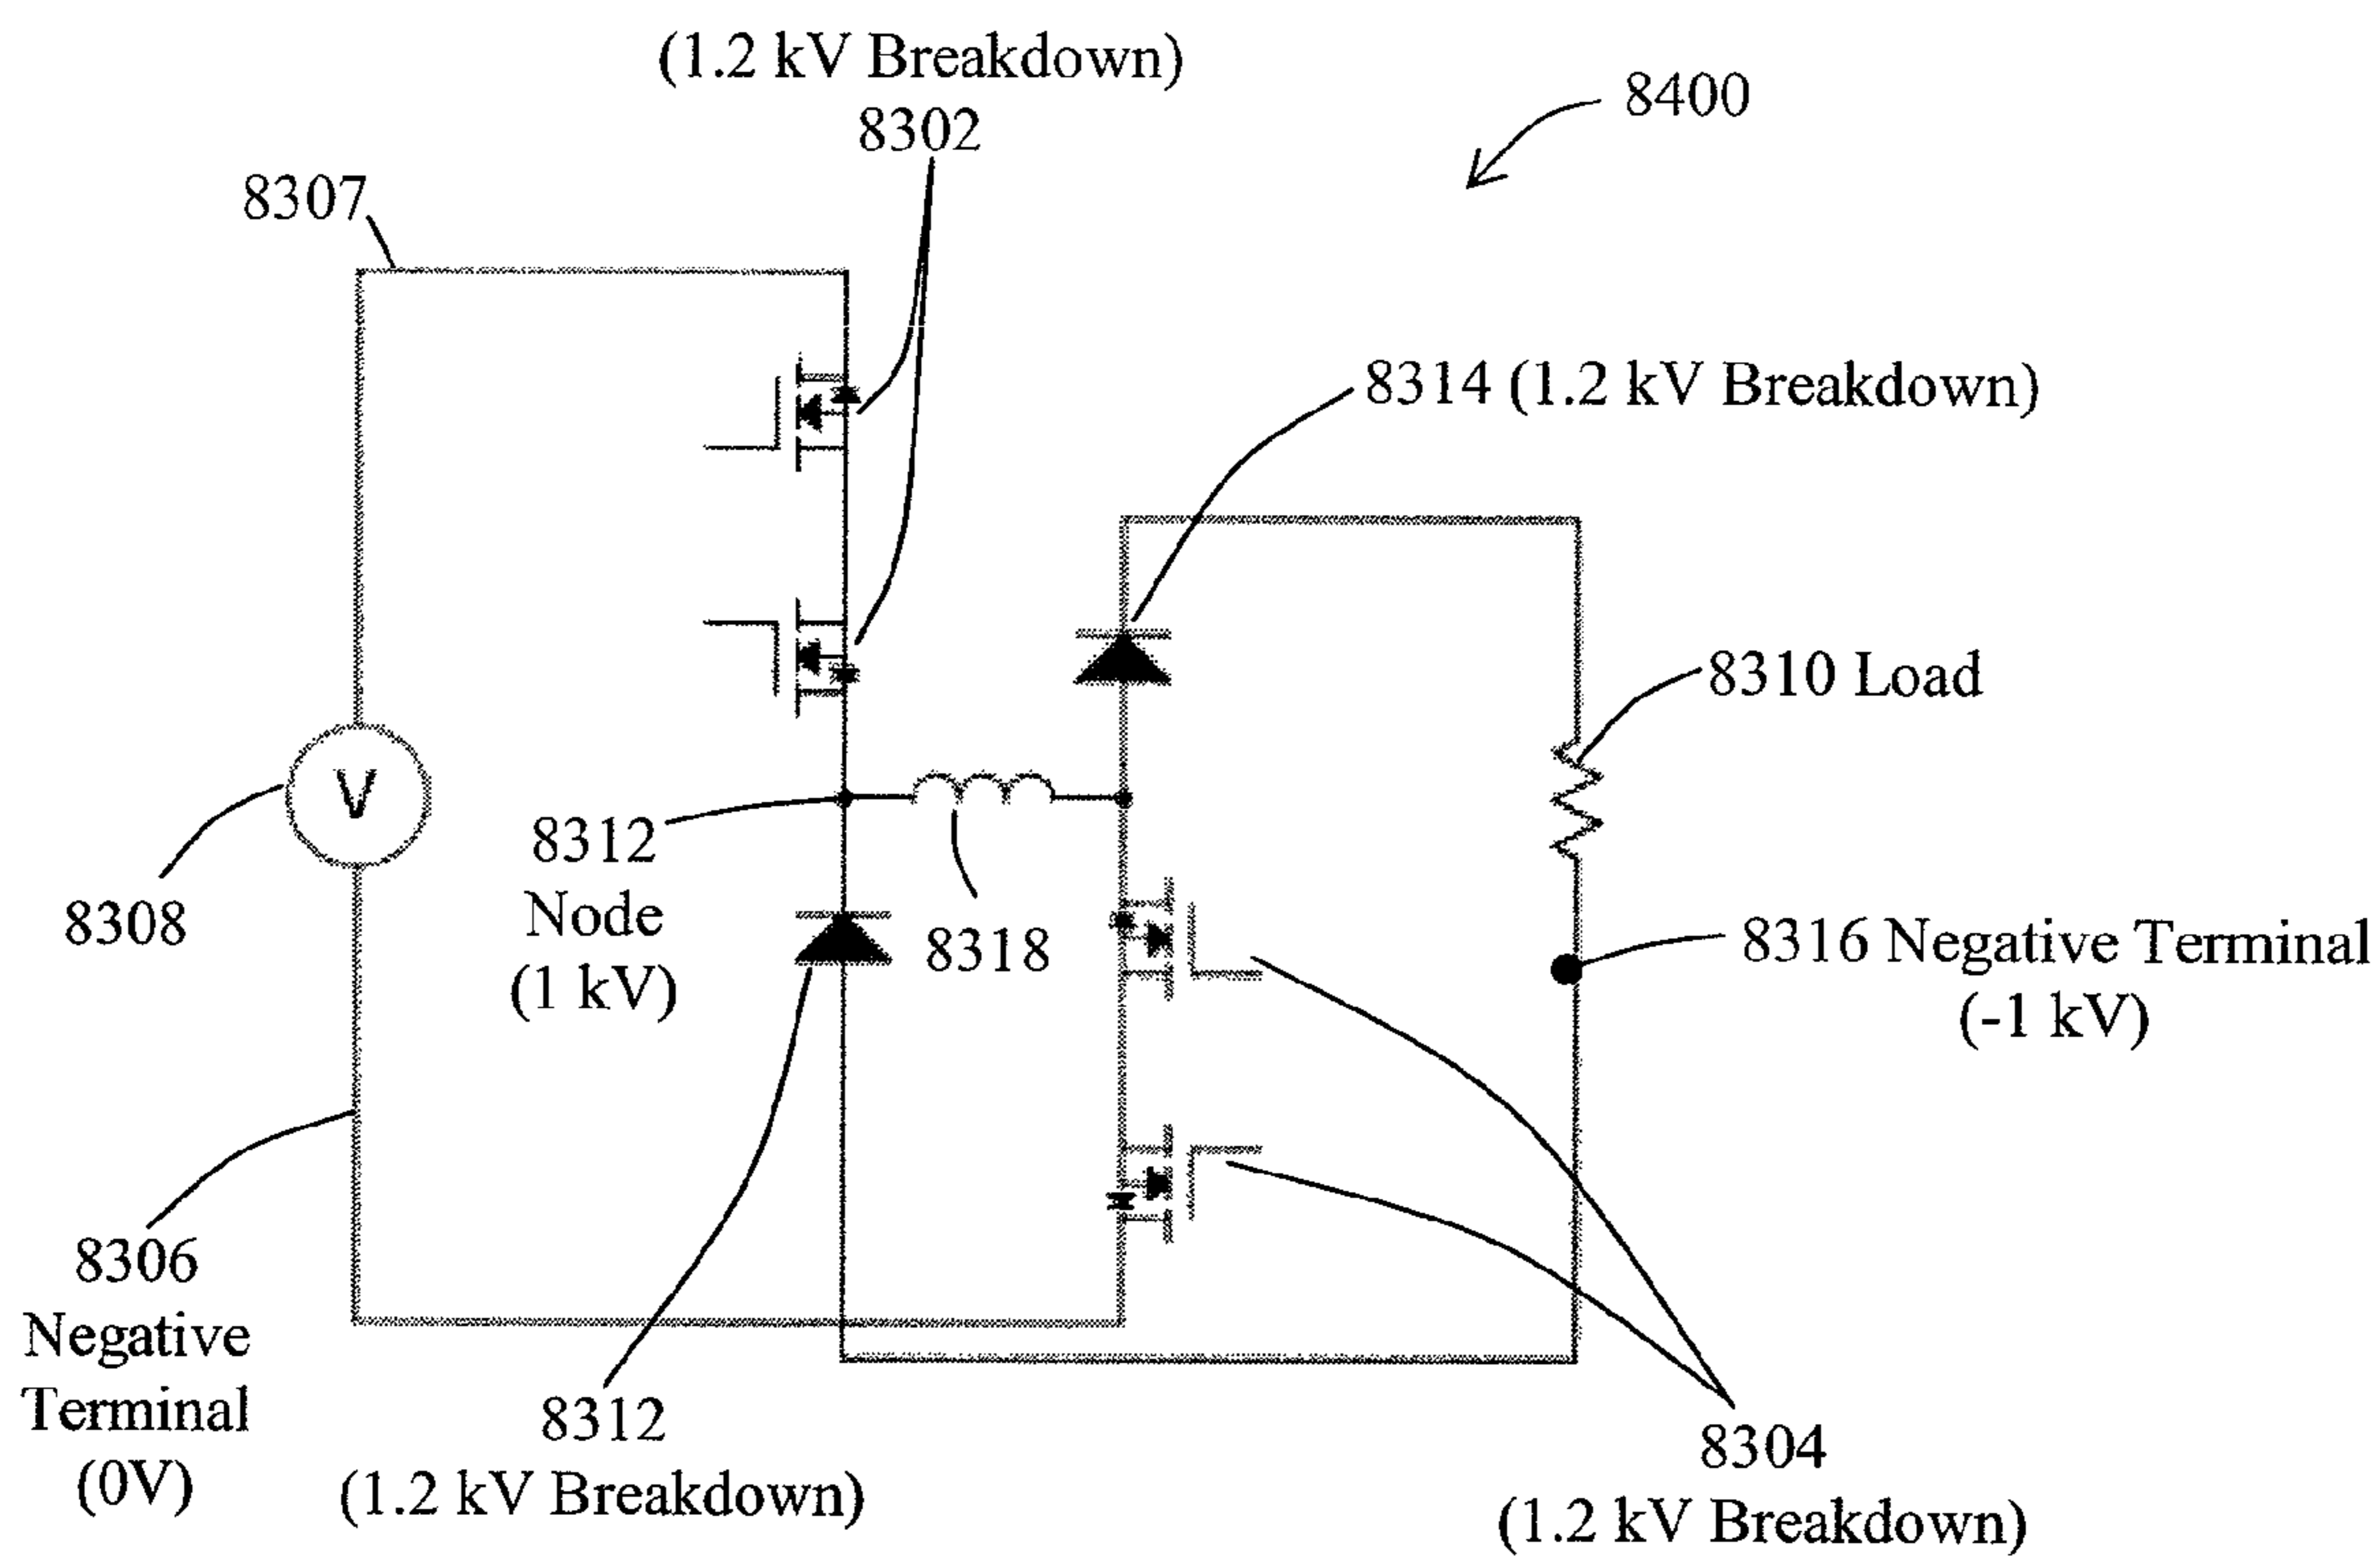 (1.2 kV Breakdown)
8302
8400
8307
8314 (1.2 kV Breakdown)
8310 Load
V
8312
Node
(1 kV)
8318
8308
8316 Negative Terminal
(-1 kV)
8306
Negative
Terminal
(0V)
8312
(1.2 kV Breakdown)
8304
(1.2 kV Breakdown)